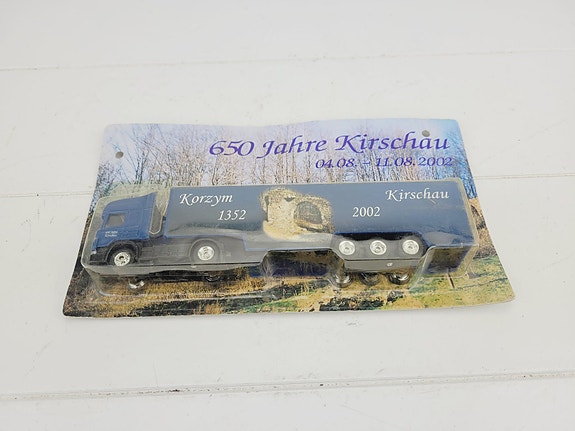 650 Jahre Kirschau
04.08. - 11.08.2002
Korzym
1352
Kirschau
2002